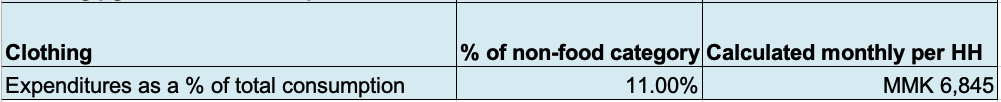 Clothing % of non-food category Calculated monthly per HH
Expenditures as a % of total consumption 11.00% MMK 6,845